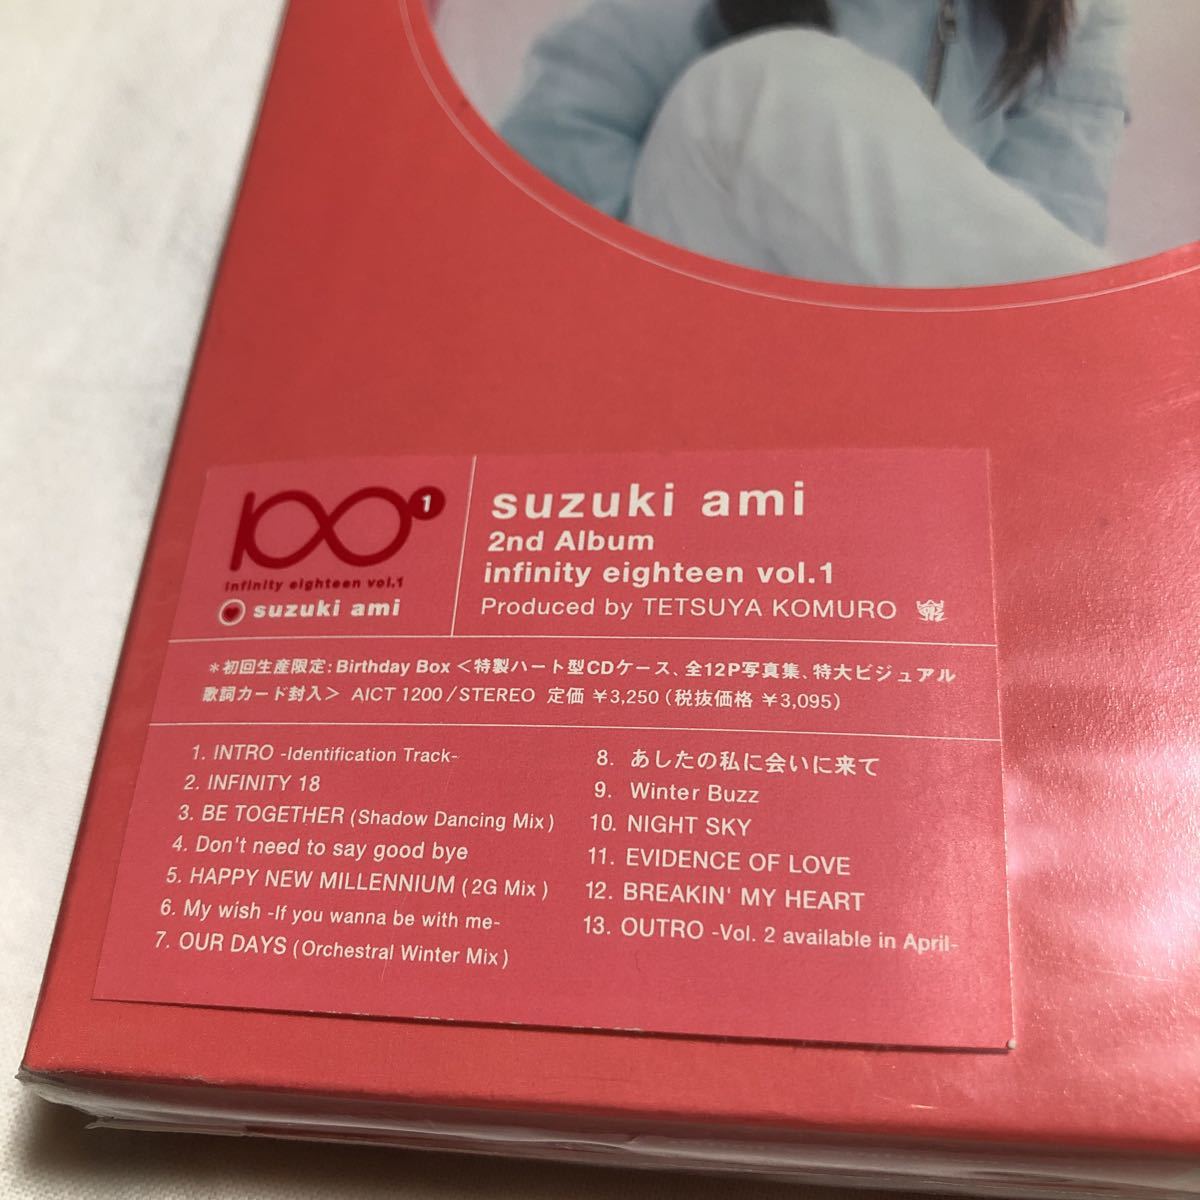 1∞ 1
infinity eighteen vol.1
suzuki ami
suzuki ami
2nd Album
infinity eighteen vol.1
Produced by TETSUYA KOMURO
*初回生産限定:Birthday Box<特製ハート型CDケース、全12P写真集、特大ビジュアル
歌詞カード封入> AICT 1200/STEREO 定価 ¥3,250(税抜価格 ¥3,095)
1. INTRO -Identification Track-
2. INFINITY 18
3. BE TOGETHER (Shadow Dancing Mix)
4. Don't need to say good bye
5. HAPPY NEW MILLENNIUM (2G Mix)
6. My wish -If you wanna be with me-
7. OUR DAYS (Orchestral Winter Mix)
8. あしたの私に会いに来て
9. Winter Buzz
10. NIGHT SKY
11. EVIDENCE OF LOVE
12. BREAKIN' MY HEART
13. OUTRO -Vol. 2 available in April-